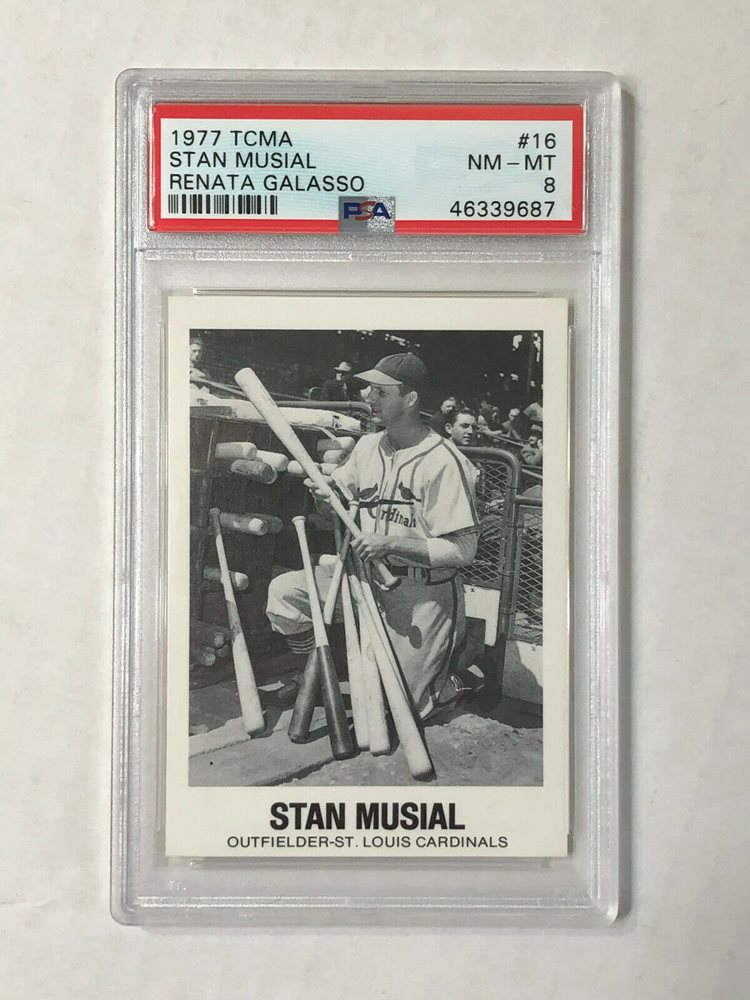 1977 TCMA #16
STAN MUSIAL NM - MT
RENATA GALASSO 8
PSA 46339687
Cardinals
STAN MUSIAL
OUTFIELDER-ST. LOUIS CARDINALS